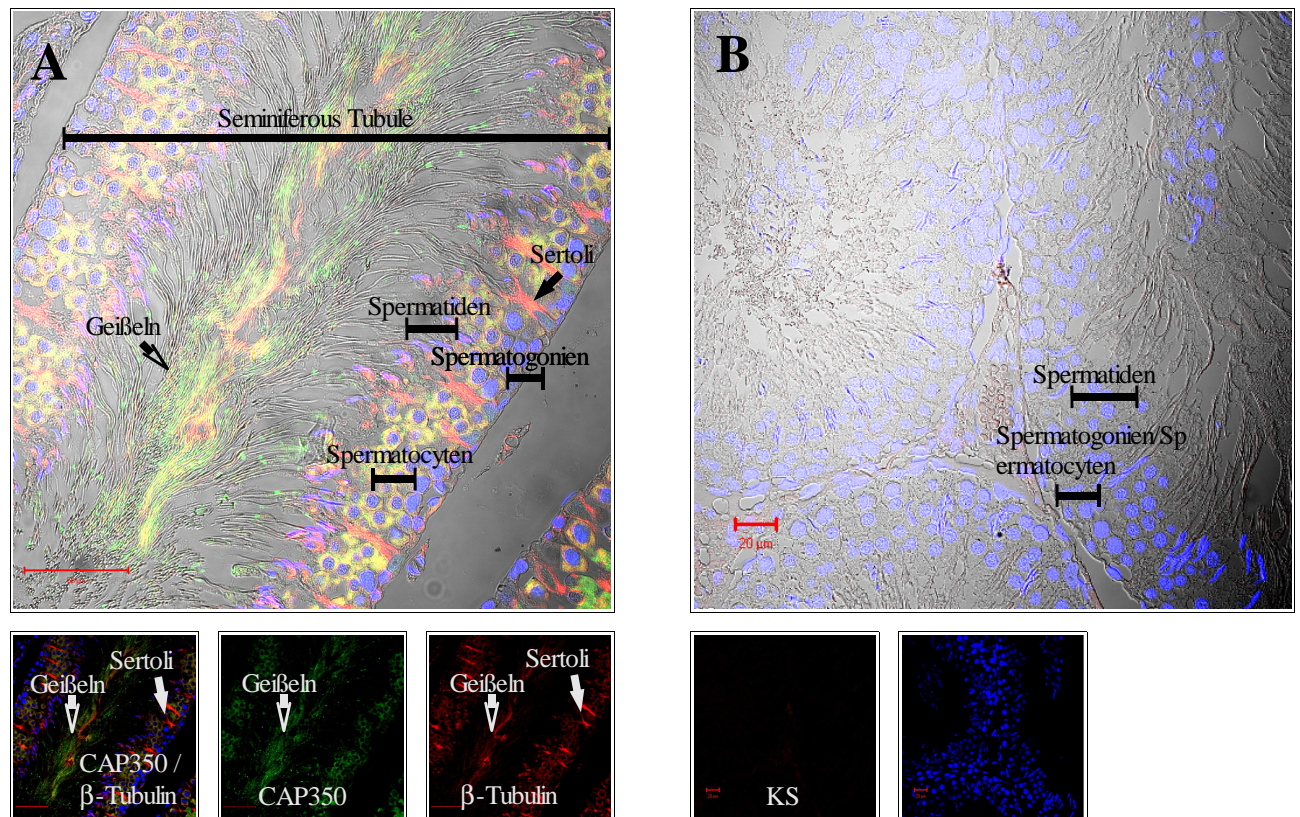 A
Seminiferous Tubule
Sertoli
Spermatiden
Geißeln
Spermatogonien
Spermatocyten
B
Spermatiden
Spermatogonien/Sp
ermatocyten
20 µm
Sertoli
Geißeln
CAP350 /
β-Tubulin
Geißeln
CAP350
Sertoli
Geißeln
β-Tubulin
KS